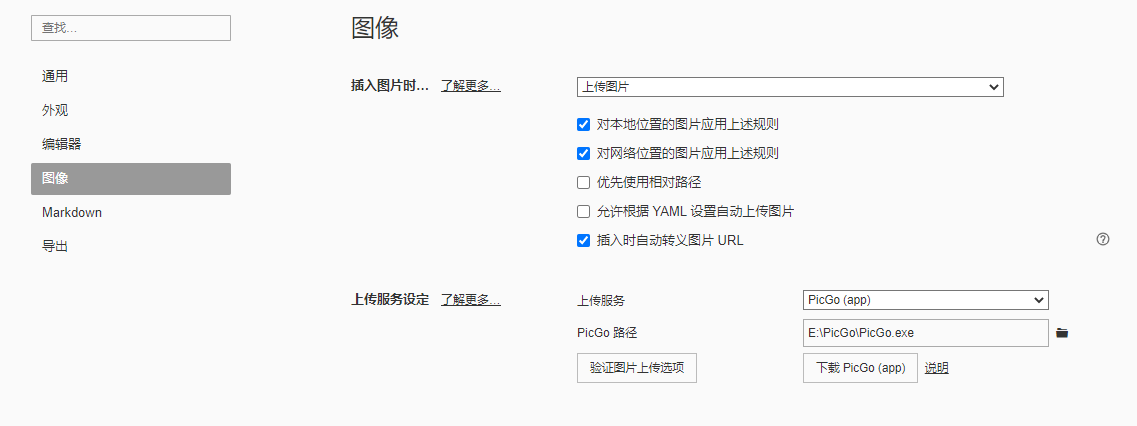 查找...
通用
外观
编辑器
图像
Markdown
导出
图像
插入图片时... 了解更多... 上传图片
对本地位置的图片应用上述规则
对网络位置的图片应用上述规则
优先使用相对路径
允许根据 YAML 设置自动上传图片
插入时自动转义图片 URL
上传服务设定 了解更多... 上传服务 PicGo (app)
PicGo 路径 E:\PicGo\PicGo.exe
验证图片上传选项 下载 PicGo (app) 说明